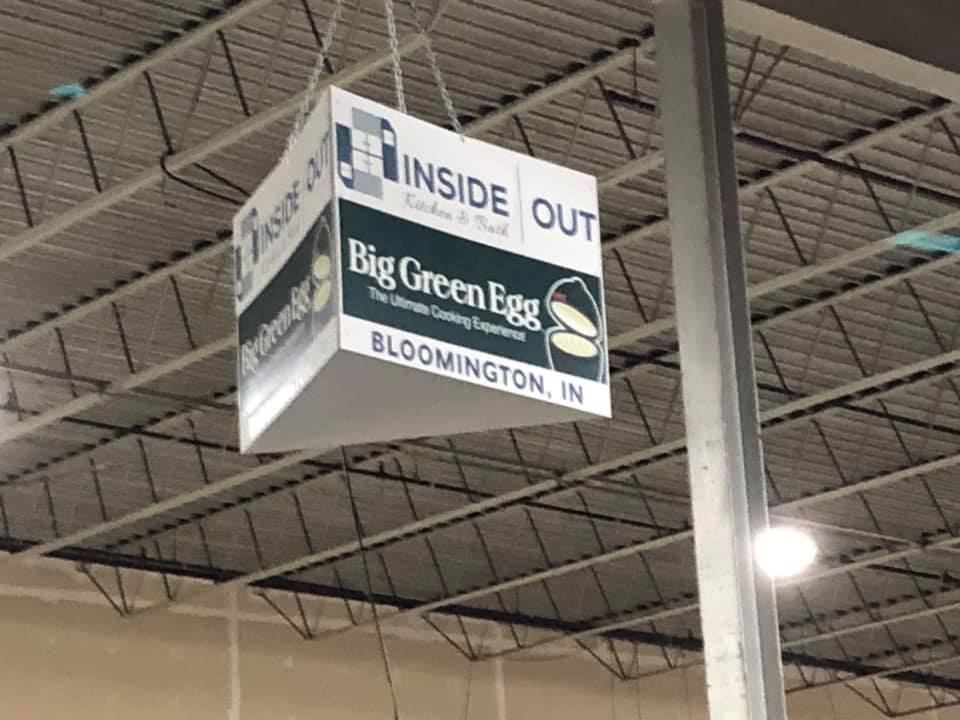 INSIDE | OUT
Kitchen & Bath
Big Green Egg
The Ultimate Cooking Experience!
BLOOMINGTON, IN
INSIDE OUT
Big Green Egg